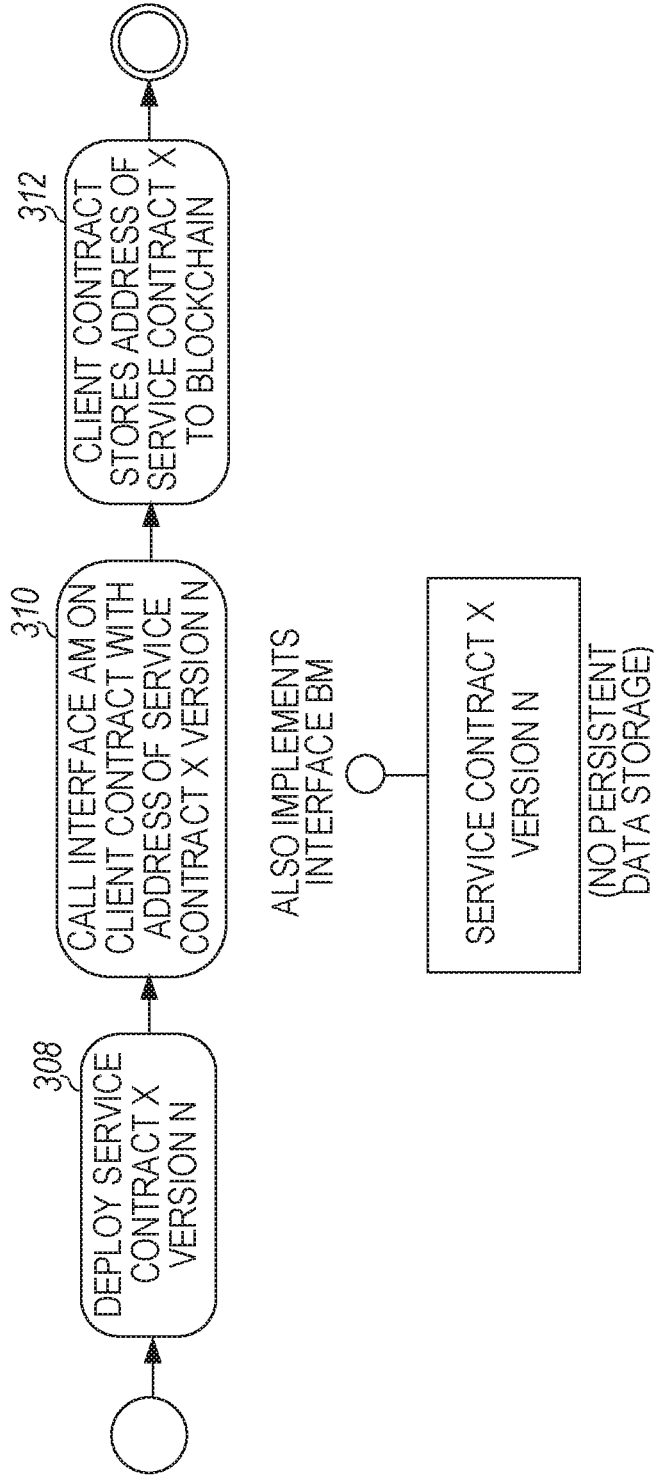 308
DEPLOY SERVICE
CONTRACT X
VERSION N
310
CALL INTERFACE AM ON
CLIENT CONTRACT WITH
ADDRESS OF SERVICE
CONTRACT X VERSION N
312
CLIENT CONTRACT
STORES ADDRESS OF
SERVICE CONTRACT X
TO BLOCKCHAIN
ALSO IMPLEMENTS
INTERFACE BM
SERVICE CONTRACT X
VERSION N
(NO PERSISTENT
DATA STORAGE)